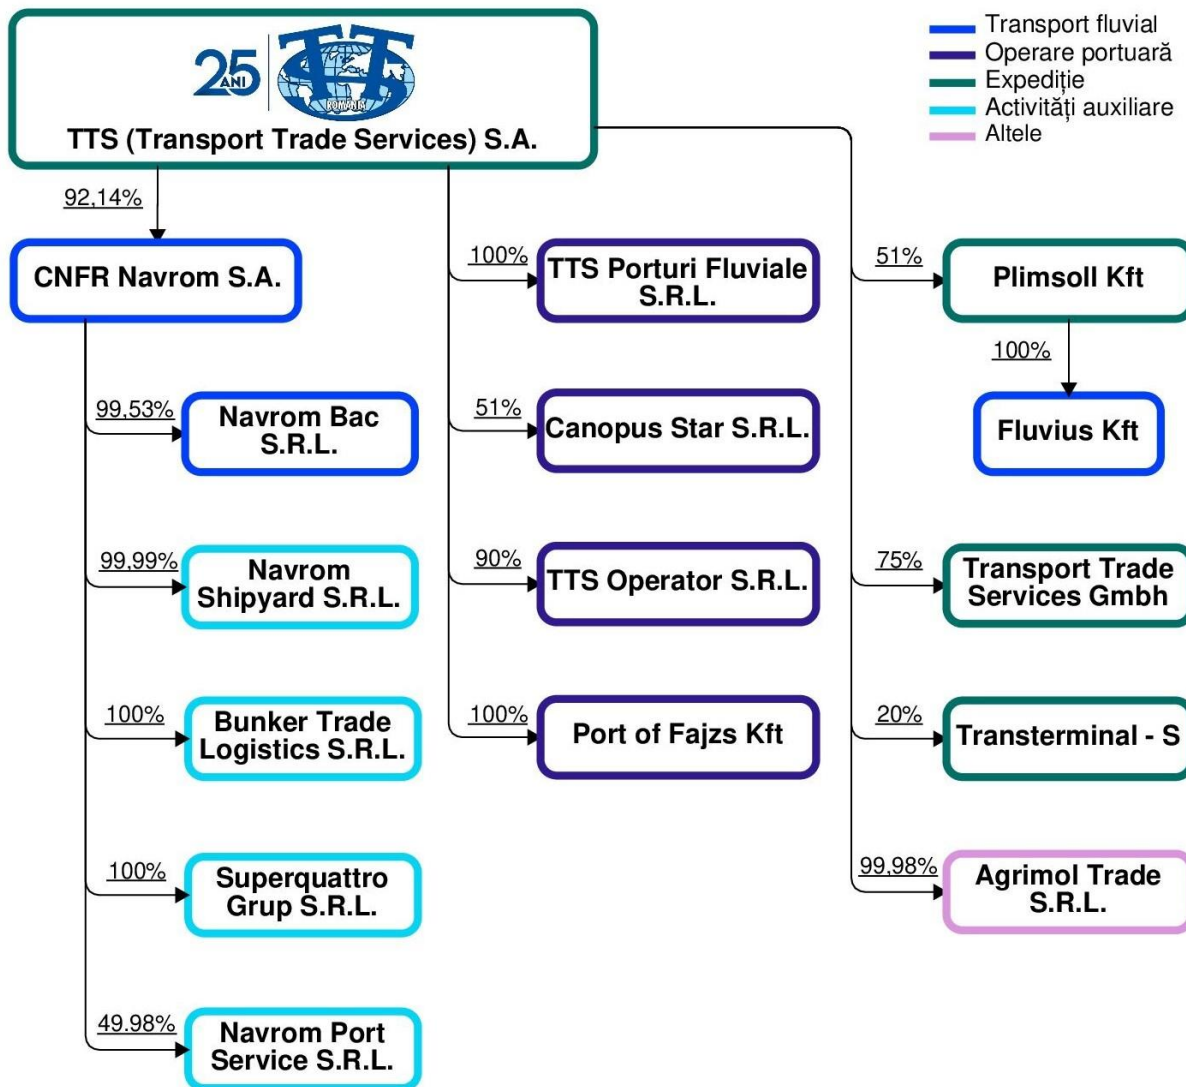 25
ANI
TTS
ROMANIA
TTS (Transport Trade Services) S.A.
Transport fluvial
Operare portuară
Expediție
Activități auxiliare
Altele
92,14%
CNFR Navrom S.A.
99,53%
Navrom Bac
S.R.L.
99,99%
Navrom
Shipyard S.R.L.
100%
Bunker Trade
Logistics S.R.L.
100%
Superquattro
Grup S.R.L.
49.98%
Navrom Port
Service S.R.L.
100%
TTS Porturi Fluviale
S.R.L.
51%
Canopus Star S.R.L.
90%
TTS Operator S.R.L.
100%
Port of Fajzs Kft
51%
Plimsoll Kft
100%
Fluvius Kft
75%
Transport Trade
Services Gmbh
20%
Transterminal - S
99,98%
Agrimol Trade
S.R.L.